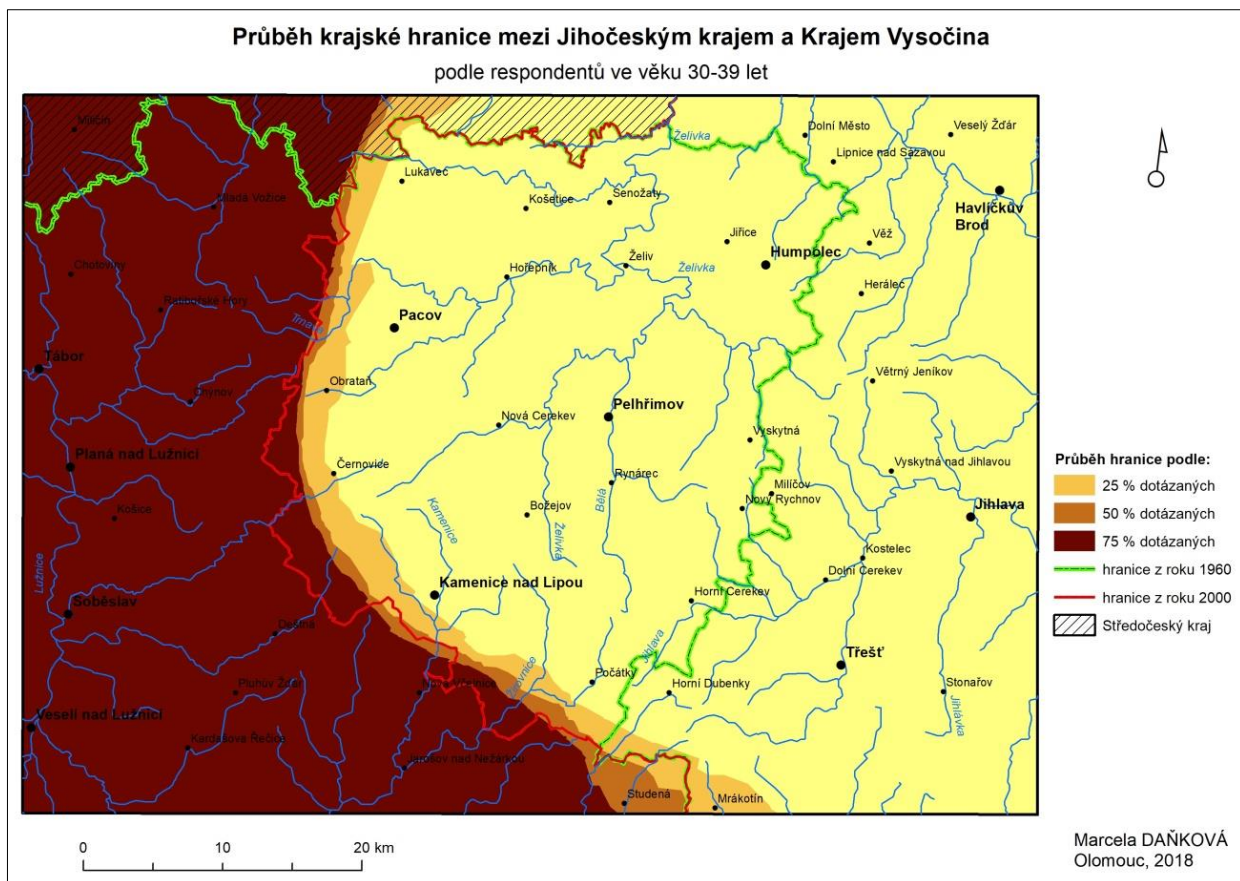 Průběh krajské hranice mezi Jihočeským krajem a Krajem Vysočina
podle respondentů ve věku 30-39 let
Miličín
Želivka
Dolní Město
Veselý Žďár
Lipnice nad Sázavou
Lukavec
Mladá Vožice
Košetice
Senožaty
Havlíčkův
Brod
Jiřice
Věž
Chotoviny
Hořepník
Želiv
Želivka
Humpolec
Ratibořské Hory
Herálec
Trnava
Pacov
Tábor
Obrataň
Větrný Jeníkov
Chýnov
Nová Cerekev
Pelhřimov
Vyskytná
Planá nad Lužnicí
Černovice
Rynárec
Vyskytná nad Jihlavou
Milíčov
Nový Rychnov
Košice
Božejov
Bělá
Jihlava
Kamenice
Želivka
Lužnice
Kostelec
Dolní Cerekev
Kamenice nad Lipou
Soběslav
Horní Cerekev
Deštná
Jihlava
Třešť
Počátky
Pluhův Žďár
Nová Včelnice
Žirovnice
Horní Dubenky
Stonařov
Jihlávka
Veselí nad Lužnicí
Kardašova Řečice
Jarošov nad Nežárkou
Studená
Mrákotín
Průběh hranice podle:
25 % dotázaných
50 % dotázaných
75 % dotázaných
hranice z roku 1960
hranice z roku 2000
Středočeský kraj
0 10 20 km
Marcela DAŇKOVÁ
Olomouc, 2018